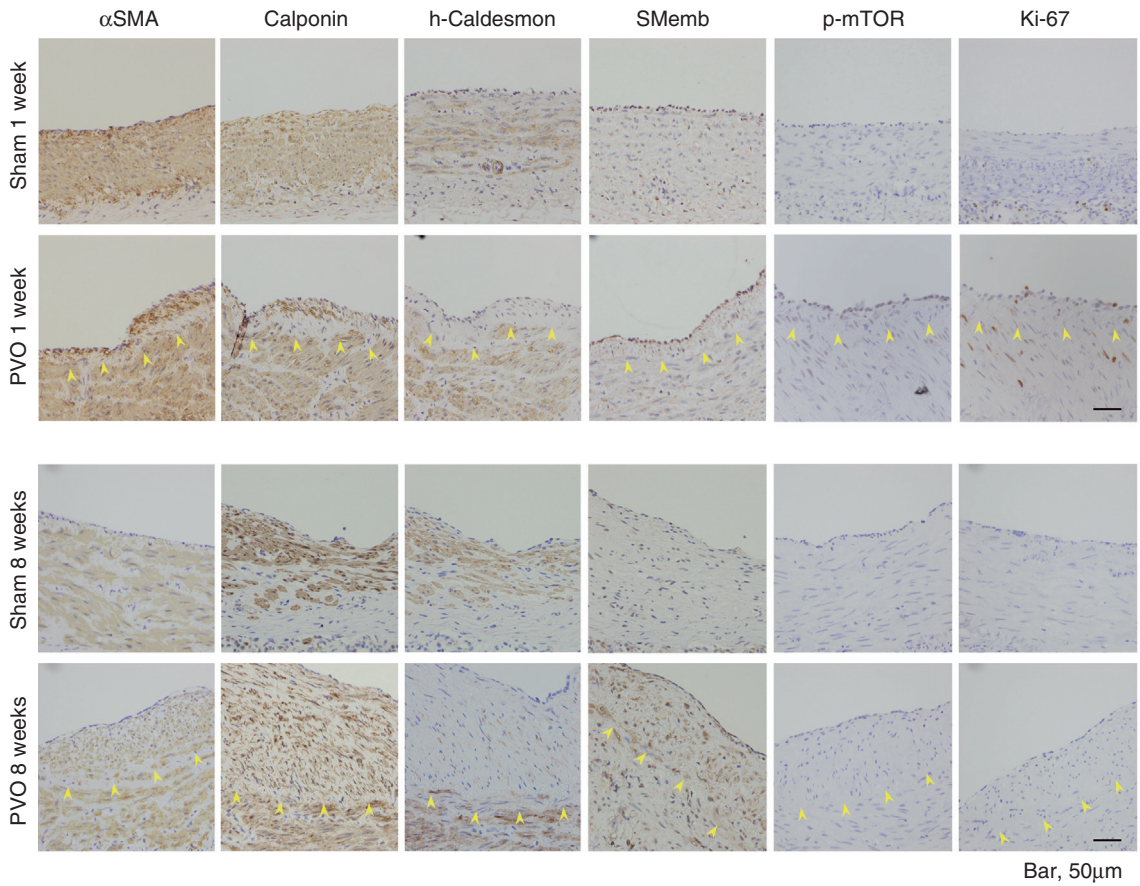 αSMA Calponin h-Caldesmon SMemb p-mTOR Ki-67
Sham 1 week
PVO 1 week
Sham 8 weeks
PVO 8 weeks
Bar, 50μm